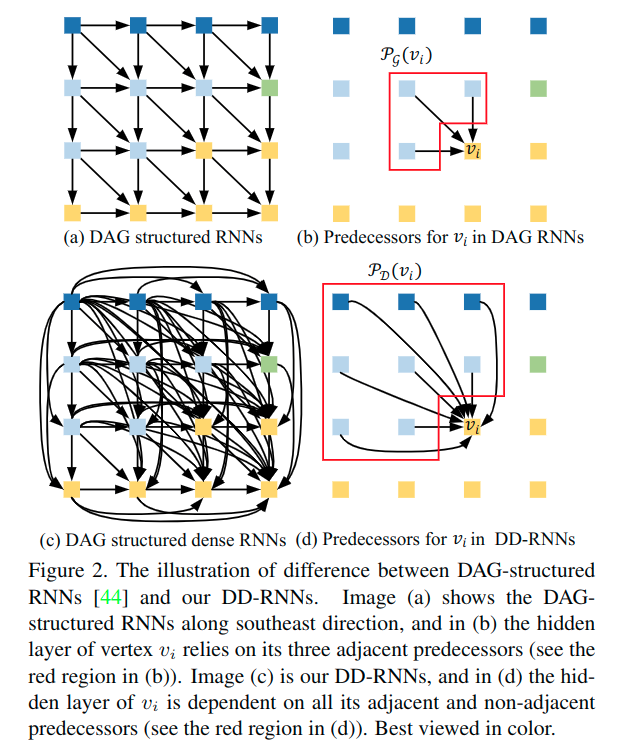 𝒫_𝒢(v_i)
v_i
(a) DAG structured RNNs
(b) Predecessors for v_i in DAG RNNs
𝒫_𝒟(v_i)
v_i
(c) DAG structured dense RNNs
(d) Predecessors for v_i in DD-RNNs
Figure 2. The illustration of difference between DAG-structured
RNNs [44] and our DD-RNNs. Image (a) shows the DAG-
structured RNNs along southeast direction, and in (b) the hidden
layer of vertex v_i relies on its three adjacent predecessors (see the
red region in (b)). Image (c) is our DD-RNNs, and in (d) the hid-
den layer of v_i is dependent on all its adjacent and non-adjacent
predecessors (see the red region in (d)). Best viewed in color.